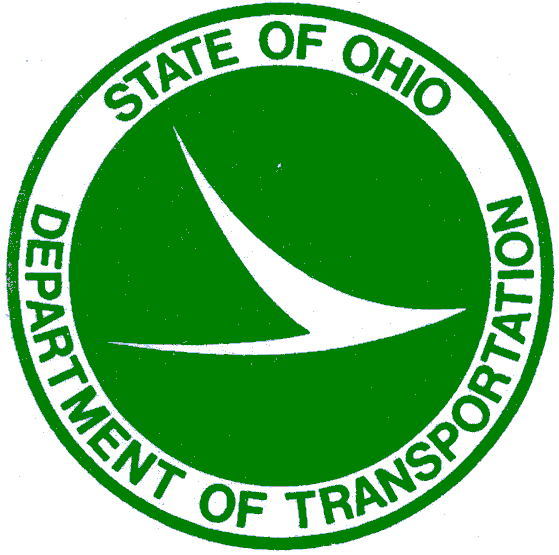 STATE OF OHIO
DEPARTMENT OF TRANSPORTATION